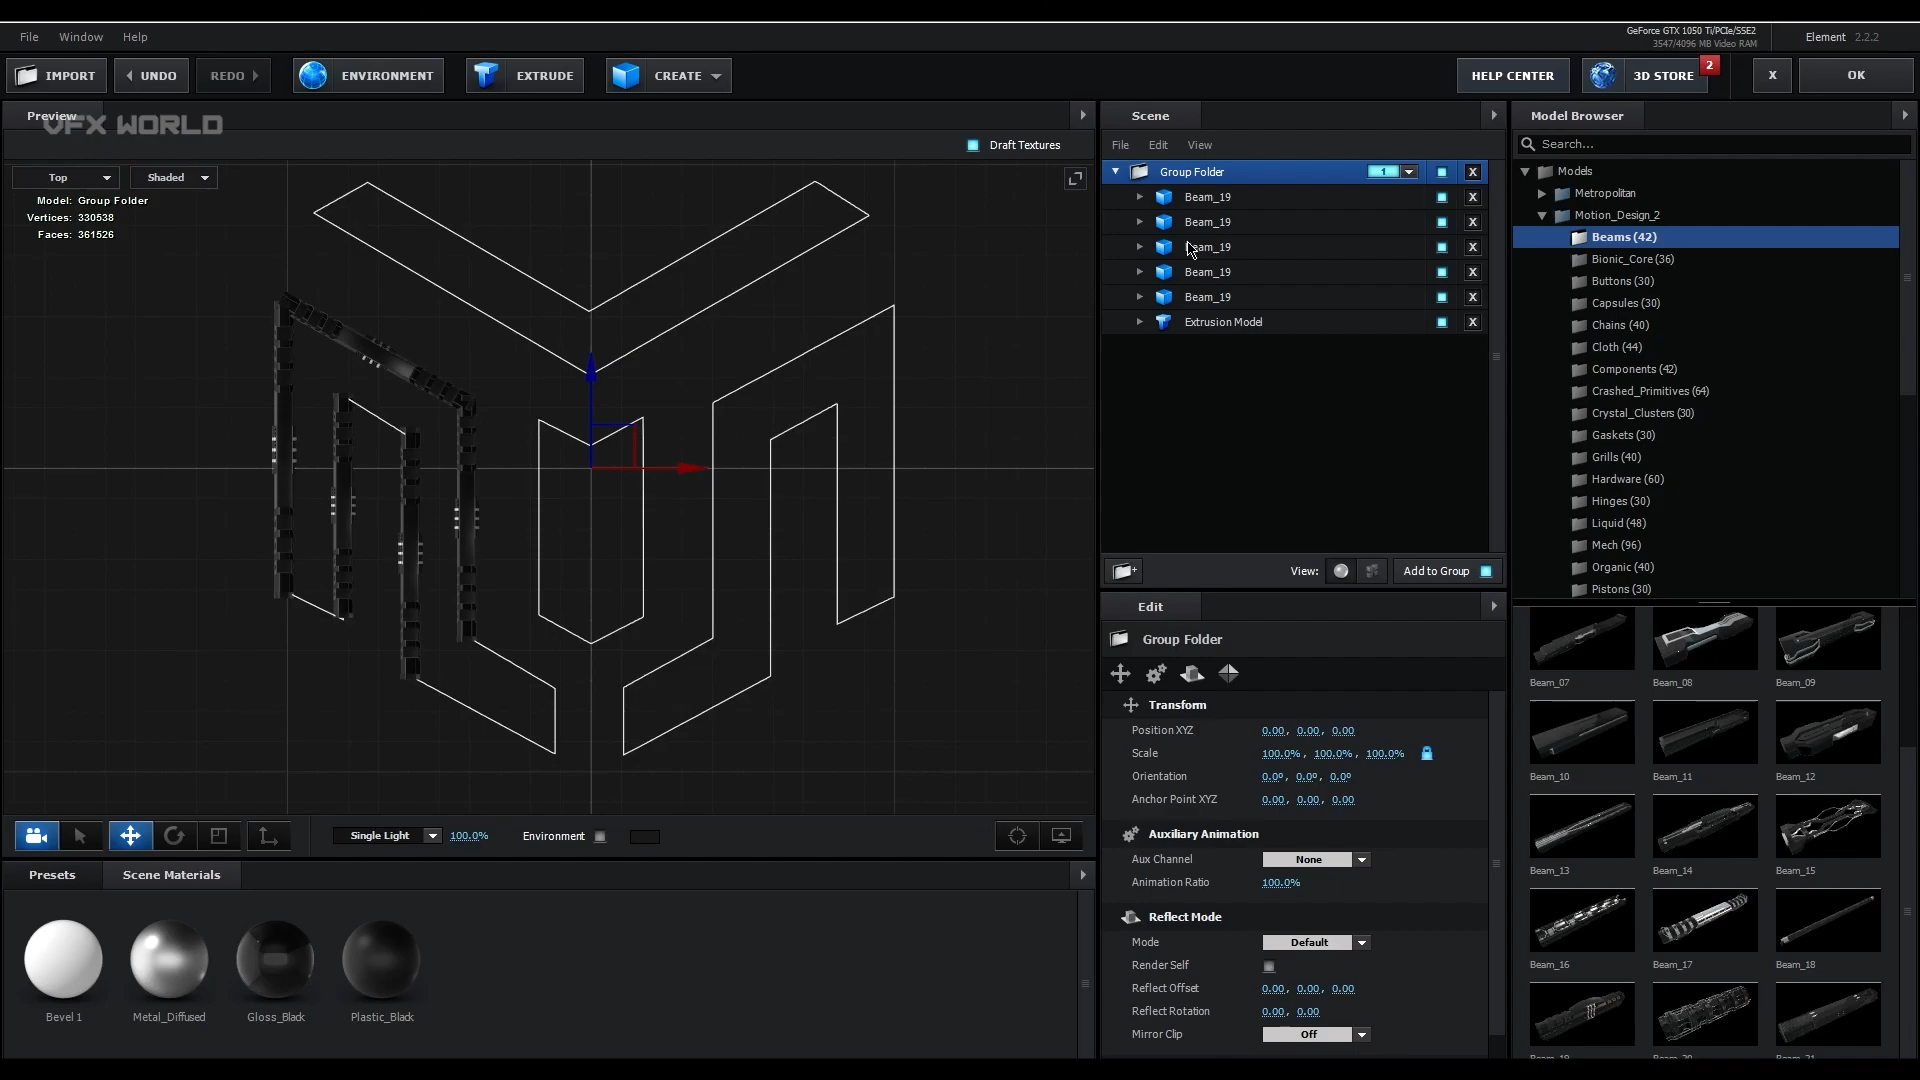 File Window Help
GeForce GTX 1050 Ti/PCIe/SSE2
3547/4096 MB Video RAM
Element 2.2.2
IMPORT UNDO REDO ENVIRONMENT EXTRUDE CREATE HELP CENTER 3D STORE 2 X OK
Preview
VFX WORLD
Draft Textures
Top Shaded
Model: Group Folder
Vertices: 330538
Faces: 361526
Single Light 100.0% Environment
Presets Scene Materials
Bevel 1 Metal_Diffused Gloss_Black Plastic_Black
Scene
File Edit View
Group Folder 1 X
Beam_19 X
Beam_19 X
Beam_19 X
Beam_19 X
Beam_19 X
Extrusion Model X
View: Add to Group
Edit
Group Folder
Transform
Position XYZ 0.00, 0.00, 0.00
Scale 100.0%, 100.0%, 100.0%
Orientation 0.0º, 0.0º, 0.0º
Anchor Point XYZ 0.00, 0.00, 0.00
Auxiliary Animation
Aux Channel None
Animation Ratio 100.0%
Reflect Mode
Mode Default
Render Self
Reflect Offset 0.00, 0.00, 0.00
Reflect Rotation 0.00, 0.00
Mirror Clip Off
Model Browser
Search...
Models
Metropolitan
Motion_Design_2
Beams (42)
Bionic_Core (36)
Buttons (30)
Capsules (30)
Chains (40)
Cloth (44)
Components (42)
Crashed_Primitives (64)
Crystal_Clusters (30)
Gaskets (30)
Grills (40)
Hardware (60)
Hinges (30)
Liquid (48)
Mech (96)
Organic (40)
Pistons (30)
Beam_07 Beam_08 Beam_09
Beam_10 Beam_11 Beam_12
Beam_13 Beam_14 Beam_15
Beam_16 Beam_17 Beam_18